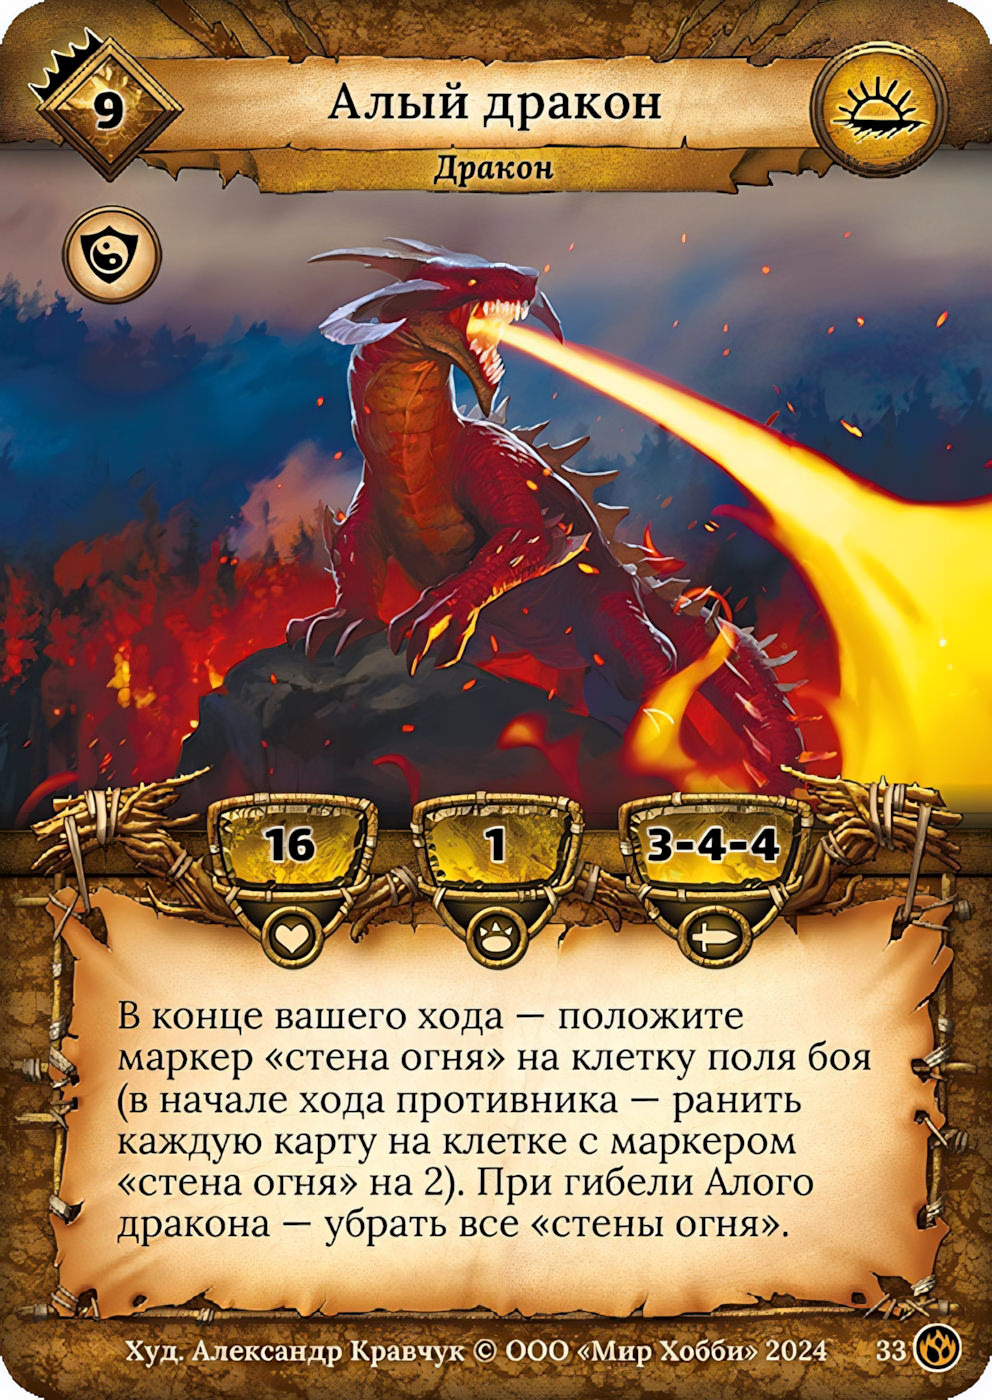 9
Алый дракон
Дракон
16
1
3-4-4
В конце вашего хода — положите
маркер «стена огня» на клетку поля боя
(в начале хода противника — ранить
каждую карту на клетке с маркером
«стена огня» на 2). При гибели Алого
дракона — убрать все «стены огня».
Худ. Александр Кравчук © ООО «Мир Хобби» 2024
33